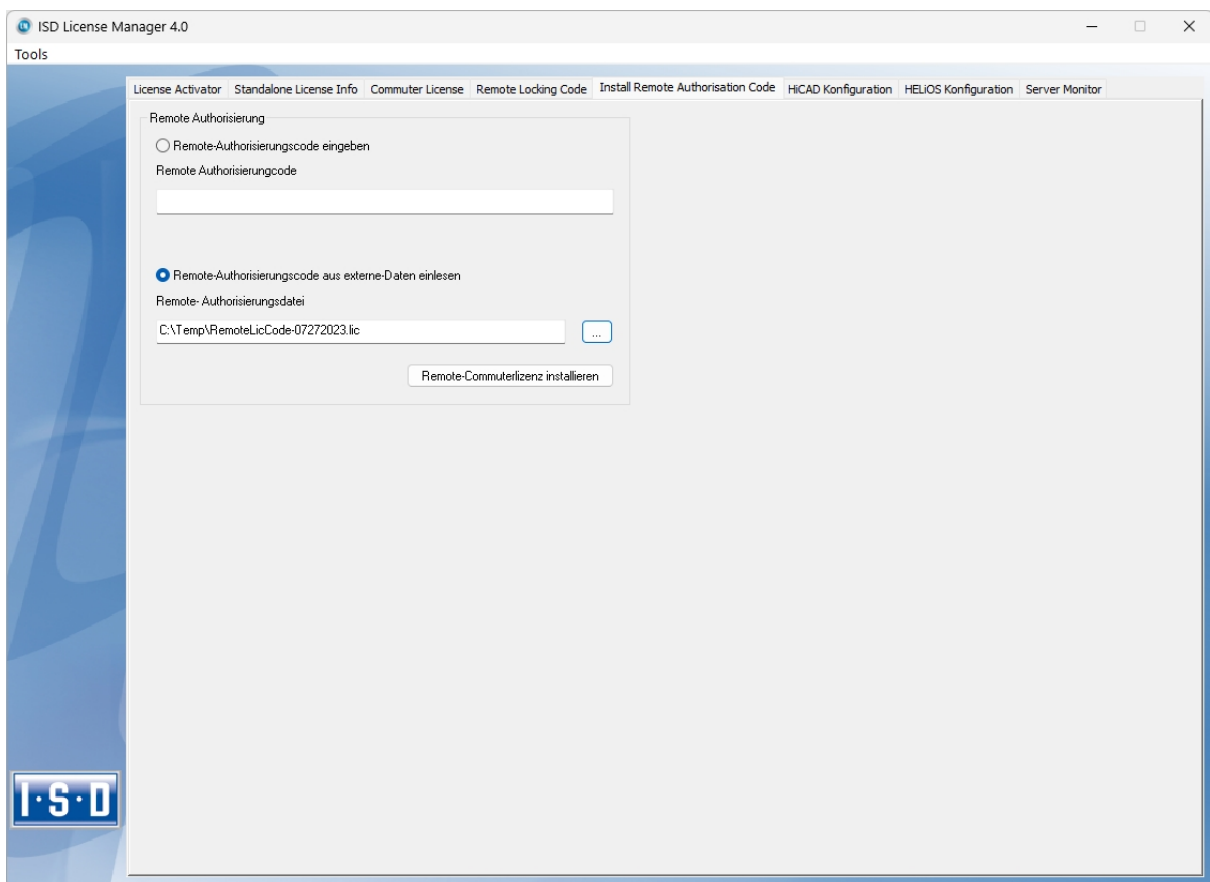 ISD License Manager 4.0
Tools
License Activator Standalone License Info Commuter License Remote Locking Code Install Remote Authorisation Code HiCAD Konfiguration HELiOS Konfiguration Server Monitor
Remote Authorisierung
Remote-Authorisierungscode eingeben
Remote Authorisierungcode
Remote-Authorisierungscode aus externe-Daten einlesen
Remote- Authorisierungsdatei
C:\Temp\RemoteLicCode-07272023.lic
...
Remote-Commuterlizenz installieren
I·S·D